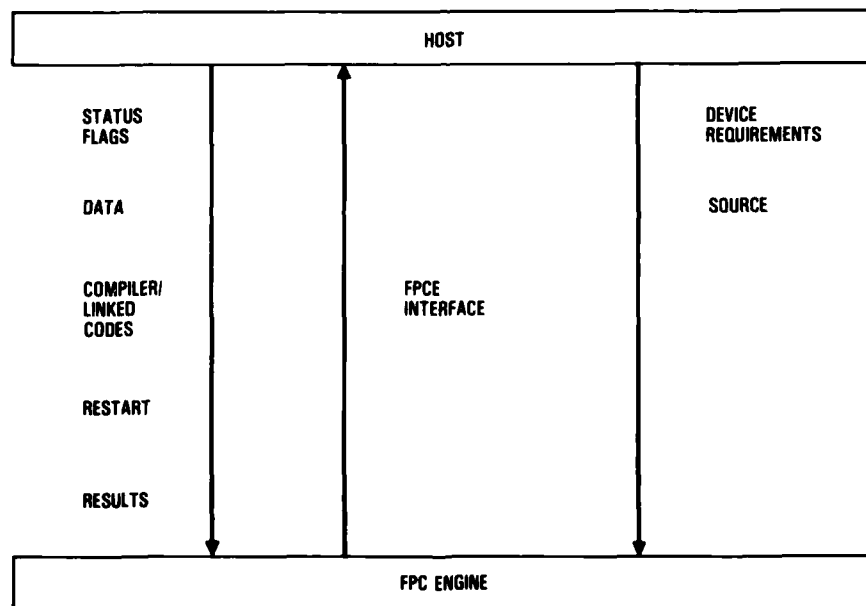 HOST
STATUS
FLAGS
DATA
COMPILER/
LINKED
CODES
RESTART
RESULTS
FPCE
INTERFACE
DEVICE
REQUIREMENTS
SOURCE
FPC ENGINE